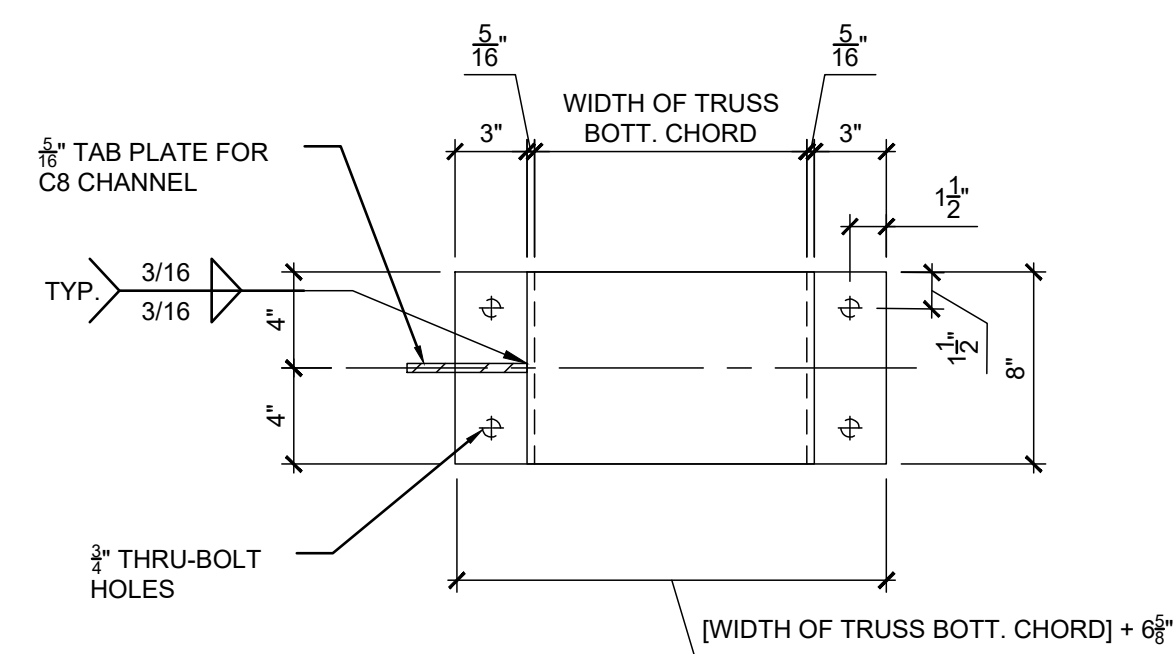 5/16"
5/16"
WIDTH OF TRUSS
BOTT. CHORD
3"
3"
5/16" TAB PLATE FOR
C8 CHANNEL
1 1/2"
TYP.
3/16
3/16
4"
1 1/2"
8"
4"
3/4" THRU-BOLT
HOLES
[WIDTH OF TRUSS BOTT. CHORD] + 6 5/8"